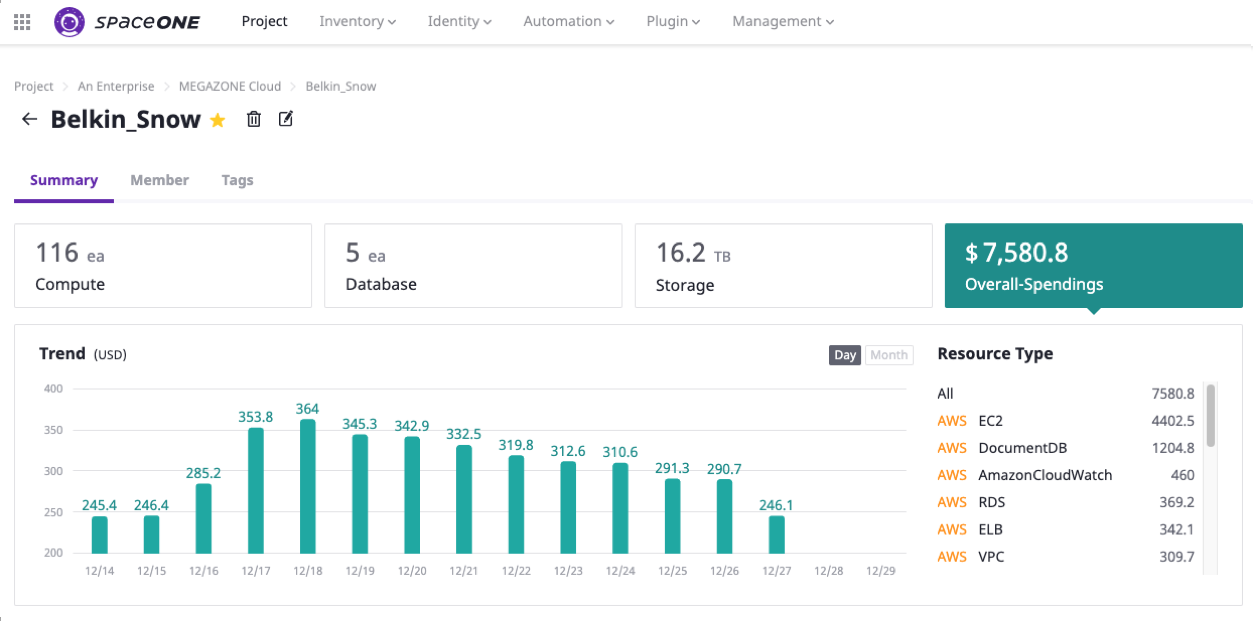 spaceONE Project Inventory Identity Automation Plugin Management
Project An Enterprise MEGAZONE Cloud Belkin_Snow
Belkin_Snow
Summary Member Tags
116 ea
Compute
5 ea
Database
16.2 TB
Storage
$ 7,580.8
Overall-Spendings
Trend (USD)
Day Month
400
350
300
250
200
245.4 246.4 285.2 353.8 364 345.3 342.9 332.5 319.8 312.6 310.6 291.3 290.7 246.1
12/14 12/15 12/16 12/17 12/18 12/19 12/20 12/21 12/22 12/23 12/24 12/25 12/26 12/27 12/28 12/29
Resource Type
All 7580.8
AWS EC2 4402.5
AWS DocumentDB 1204.8
AWS AmazonCloudWatch 460
AWS RDS 369.2
AWS ELB 342.1
AWS VPC 309.7